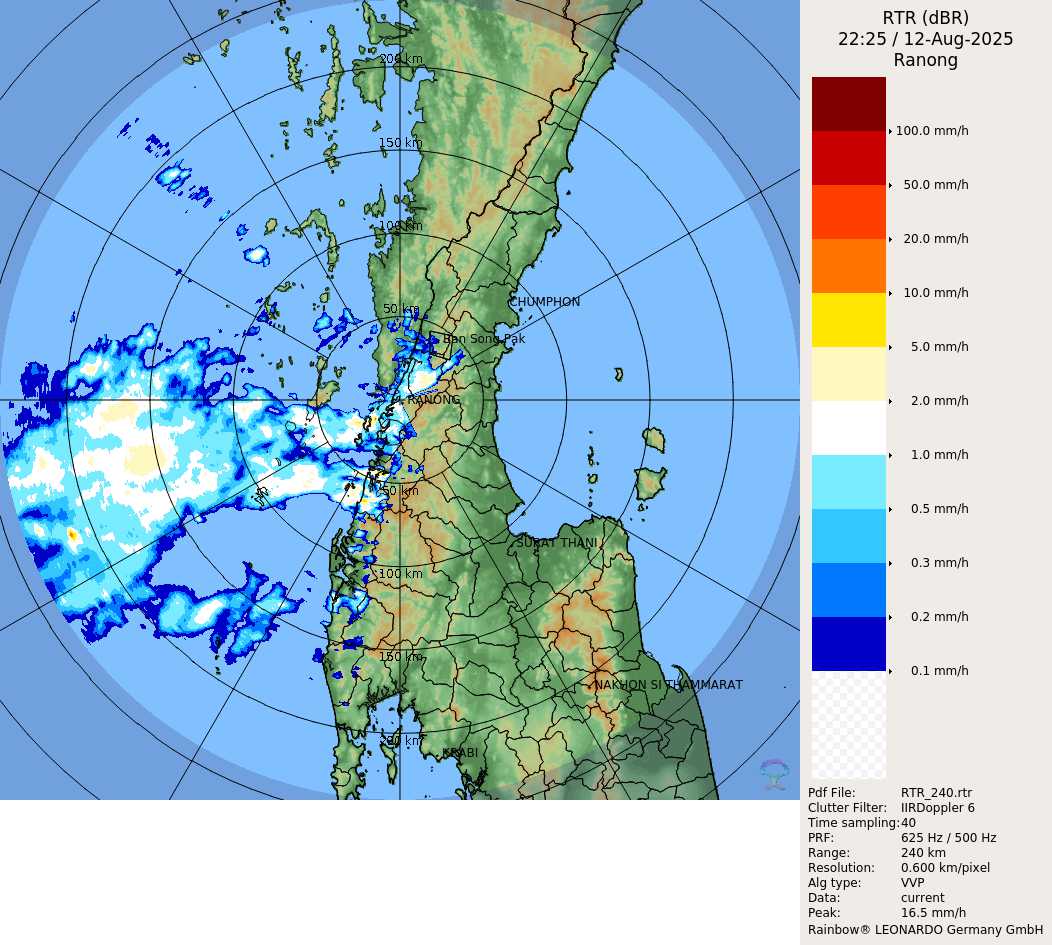 RTR (dBR)
22:25 / 12-Aug-2025
Ranong
200 km
150 km
100 km
50 km
CHUMPHON
Ban Song Pak
RANONG
50 km
SURAT THANI
100 km
150 km
NAKHON SI THAMMARAT
200 km
KRABI
100.0 mm/h
50.0 mm/h
20.0 mm/h
10.0 mm/h
5.0 mm/h
2.0 mm/h
1.0 mm/h
0.5 mm/h
0.3 mm/h
0.2 mm/h
0.1 mm/h
Pdf File: RTR_240.rtr
Clutter Filter: IIRDoppler 6
Time sampling:40
PRF: 625 Hz / 500 Hz
Range: 240 km
Resolution: 0.600 km/pixel
Alg type: VVP
Data: current
Peak: 16.5 mm/h
Rainbow® LEONARDO Germany GmbH